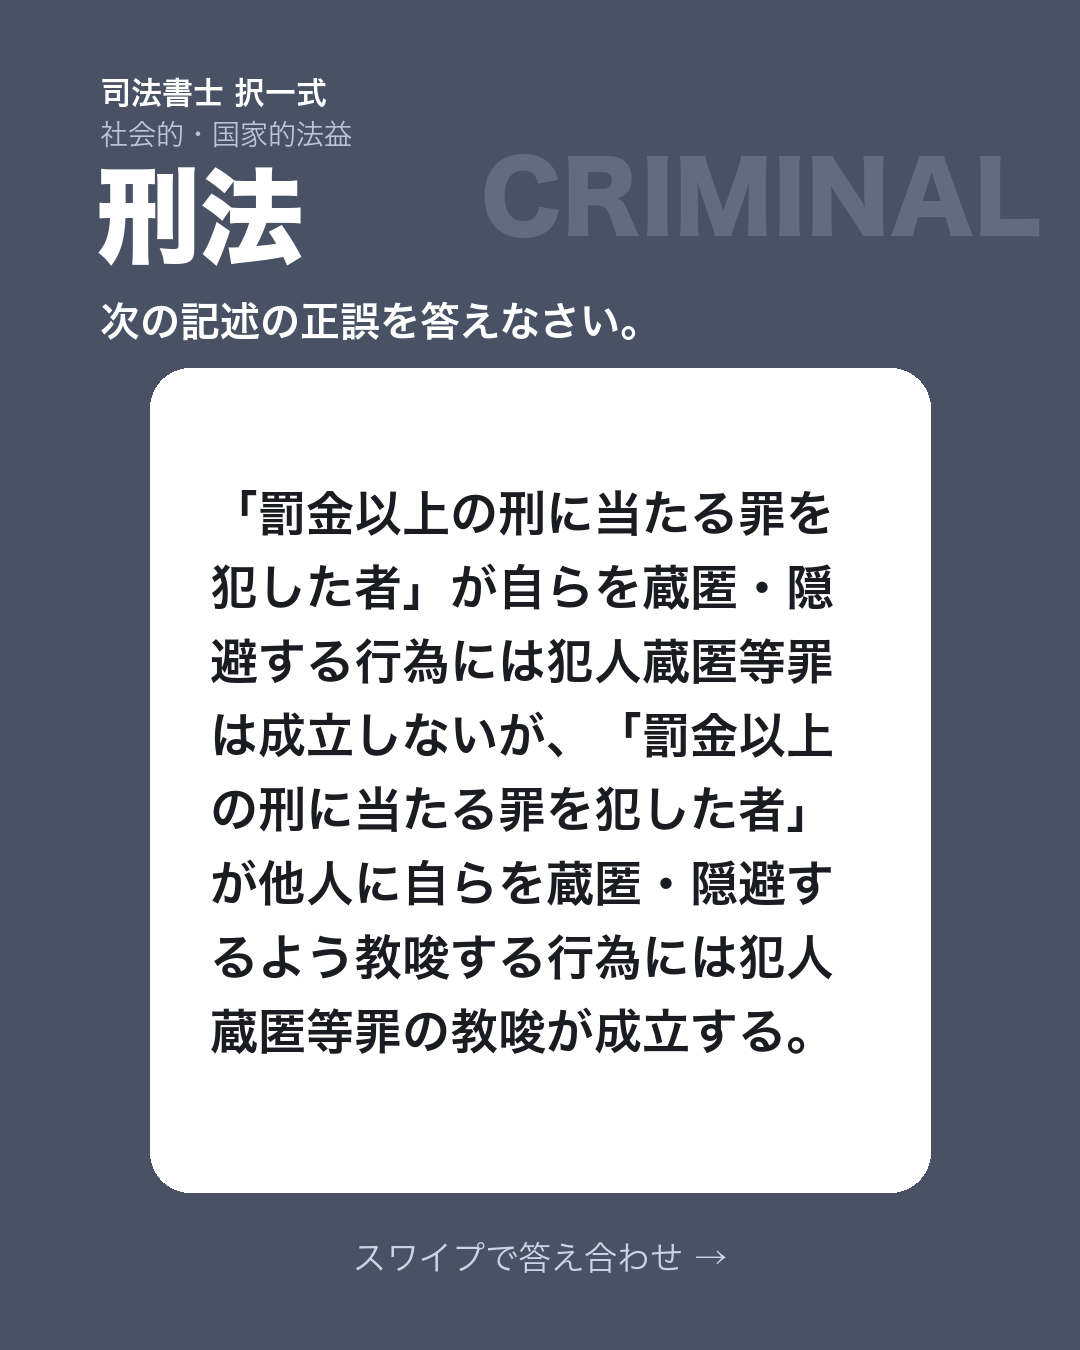 司法書士 択一式
社会的・国家的法益
刑法
CRIMINAL
次の記述の正誤を答えなさい。
「罰金以上の刑に当たる罪を
犯した者」が自らを蔵匿・隠
避する行為には犯人蔵匿等罪
は成立しないが、「罰金以上
の刑に当たる罪を犯した者」
が他人に自らを蔵匿・隠避す
るよう教唆する行為には犯人
蔵匿等罪の教唆が成立する。
スワイプで答え合わせ →